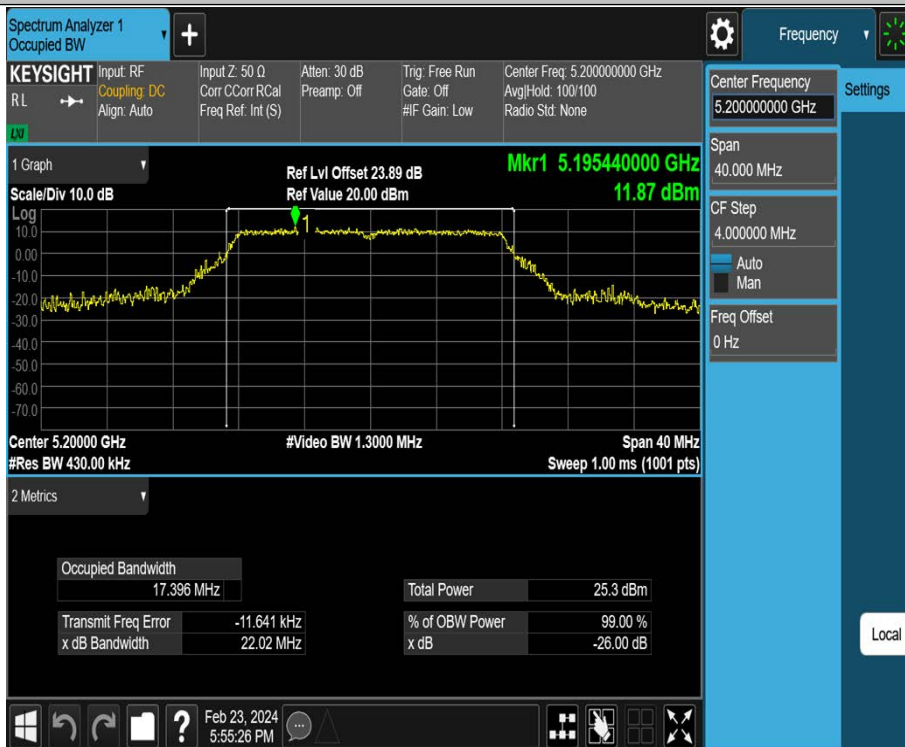 Spectrum Analyzer 1
Occupied BW
+
Frequency
KEYSIGHT Input: RF
Coupling: DC
Align: Auto
Input Z: 50 Ω
Corr CCorr RCal
Freq Ref: Int (S)
Atten: 30 dB
Preamp: Off
Trig: Free Run
Gate: Off
#IF Gain: Low
Center Freq: 5.200000000 GHz
Avg|Hold: 100/100
Radio Std: None
R L
LXI
1 Graph
Scale/Div 10.0 dB
Ref Lvl Offset 23.89 dB
Ref Value 20.00 dBm
Mkr1 5.195440000 GHz
11.87 dBm
Log
10.0
0.00
-10.0
-20.0
-30.0
-40.0
-50.0
-60.0
-70.0
1
Center 5.20000 GHz
#Res BW 430.00 kHz
#Video BW 1.3000 MHz
Span 40 MHz
Sweep 1.00 ms (1001 pts)
2 Metrics
Occupied Bandwidth
17.396 MHz
Total Power 25.3 dBm
Transmit Freq Error -11.641 kHz
% of OBW Power 99.00 %
x dB Bandwidth 22.02 MHz
x dB -26.00 dB
Center Frequency
5.200000000 GHz
Settings
Span
40.000 MHz
CF Step
4.000000 MHz
Auto
Man
Freq Offset
0 Hz
Local
?
Feb 23, 2024
5:55:26 PM